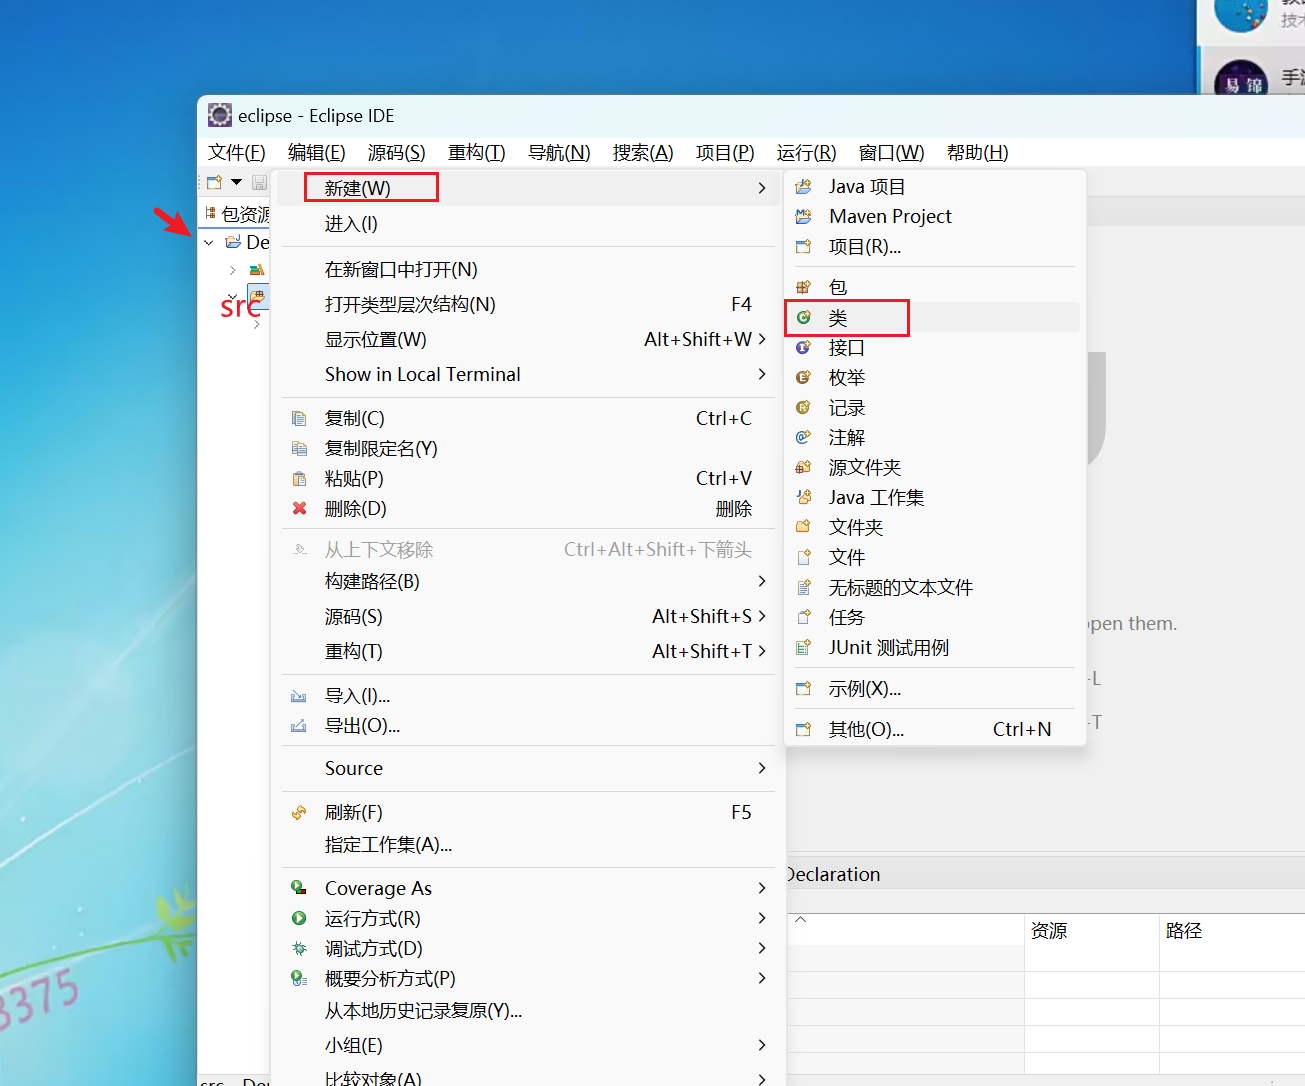 技术
手游
易 锦
eclipse - Eclipse IDE
文件(F) 编辑(E) 源码(S) 重构(T) 导航(N) 搜索(A) 项目(P) 运行(R) 窗口(W) 帮助(H)
包资源
De
src
新建(W)
进入(I)
在新窗口中打开(N)
打开类型层次结构(N) F4
显示位置(W) Alt+Shift+W
Show in Local Terminal
复制(C) Ctrl+C
复制限定名(Y)
粘贴(P) Ctrl+V
删除(D) 删除
从上下文移除 Ctrl+Alt+Shift+下箭头
构建路径(B)
源码(S) Alt+Shift+S
重构(T) Alt+Shift+T
导入(I)...
导出(O)...
Source
刷新(F) F5
指定工作集(A)...
Coverage As
运行方式(R)
调试方式(D)
概要分析方式(P)
从本地历史记录复原(Y)...
小组(E)
比较对象(A)
Java 项目
Maven Project
项目(R)...
包
类
接口
枚举
记录
注解
源文件夹
Java 工作集
文件夹
文件
无标题的文本文件
任务
JUnit 测试用例
示例(X)...
其他(O)... Ctrl+N
open them.
-L
-T
Declaration
资源 路径
3375
src - Der